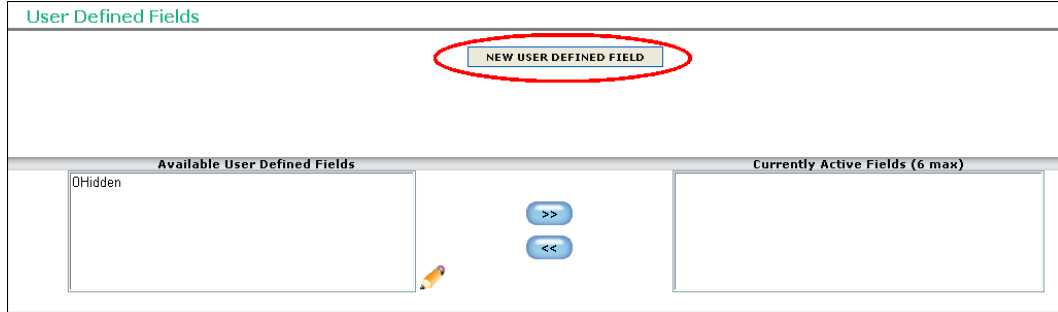 User Defined Fields
NEW USER DEFINED FIELD
Available User Defined Fields
Currently Active Fields (6 max)
0Hidden
>>
<<